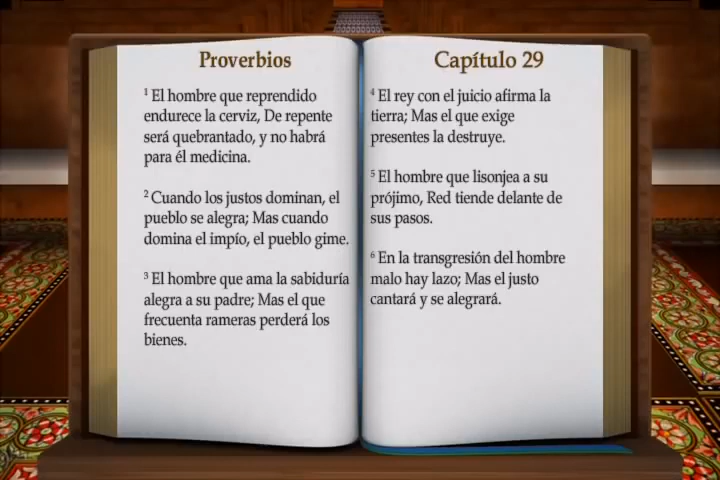 Proverbios
¹ El hombre que reprendido
endurece la cerviz, De repente
será quebrantado, y no habrá
para él medicina.
² Cuando los justos dominan, el
pueblo se alegra; Mas cuando
domina el impío, el pueblo gime.
³ El hombre que ama la sabiduría
alegra a su padre; Mas el que
frecuenta rameras perderá los
bienes.
Capítulo 29
⁴ El rey con el juicio afirma la
tierra; Mas el que exige
presentes la destruye.
⁵ El hombre que lisonjea a su
prójimo, Red tiende delante de
sus pasos.
⁶ En la transgresión del hombre
malo hay lazo; Mas el justo
cantará y se alegrará.